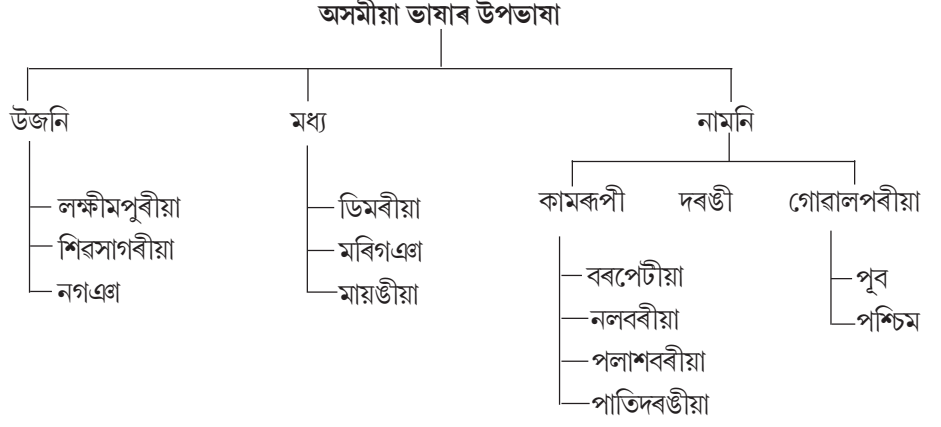 অসমীয়া ভাষাৰ উপভাষা
উজনি মধ্য নামনি
লক্ষীমপুৰীয়া ডিমৰীয়া কামৰূপী দৰঙী গোৱালপৰীয়া
শিৱসাগৰীয়া মৰিগঞা
নগঞা মায়ঙীয়া বৰপেটীয়া পূব
নলবৰীয়া পশ্চিম
পলাশবৰীয়া
পাতিদৰঙীয়া